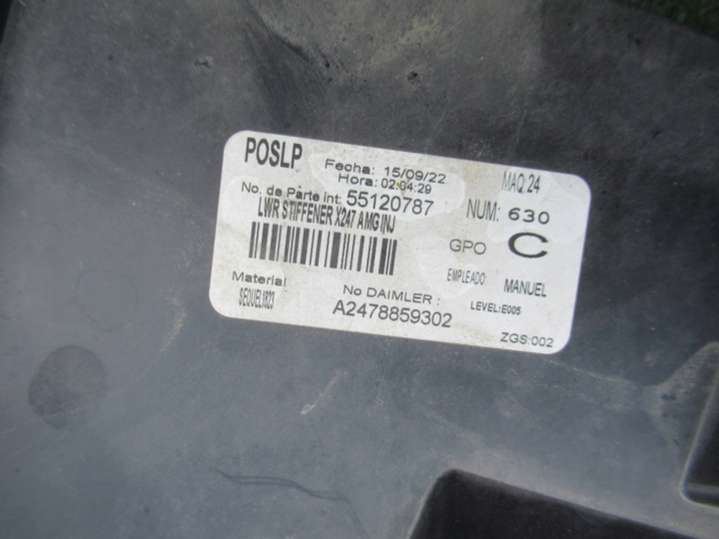 POSLP Fecha: 15/09/22 MAQ 24
Hora: 02:04:29
No. de Parte int: 55120787 NUM: 630
LWR STIFFENER X247 AMG INJ
GPO C
Material No DAIMLER : EMPLEADO MANUEL
SEQUEL1823 A2478859302 LEVEL:E005
ZGS:002